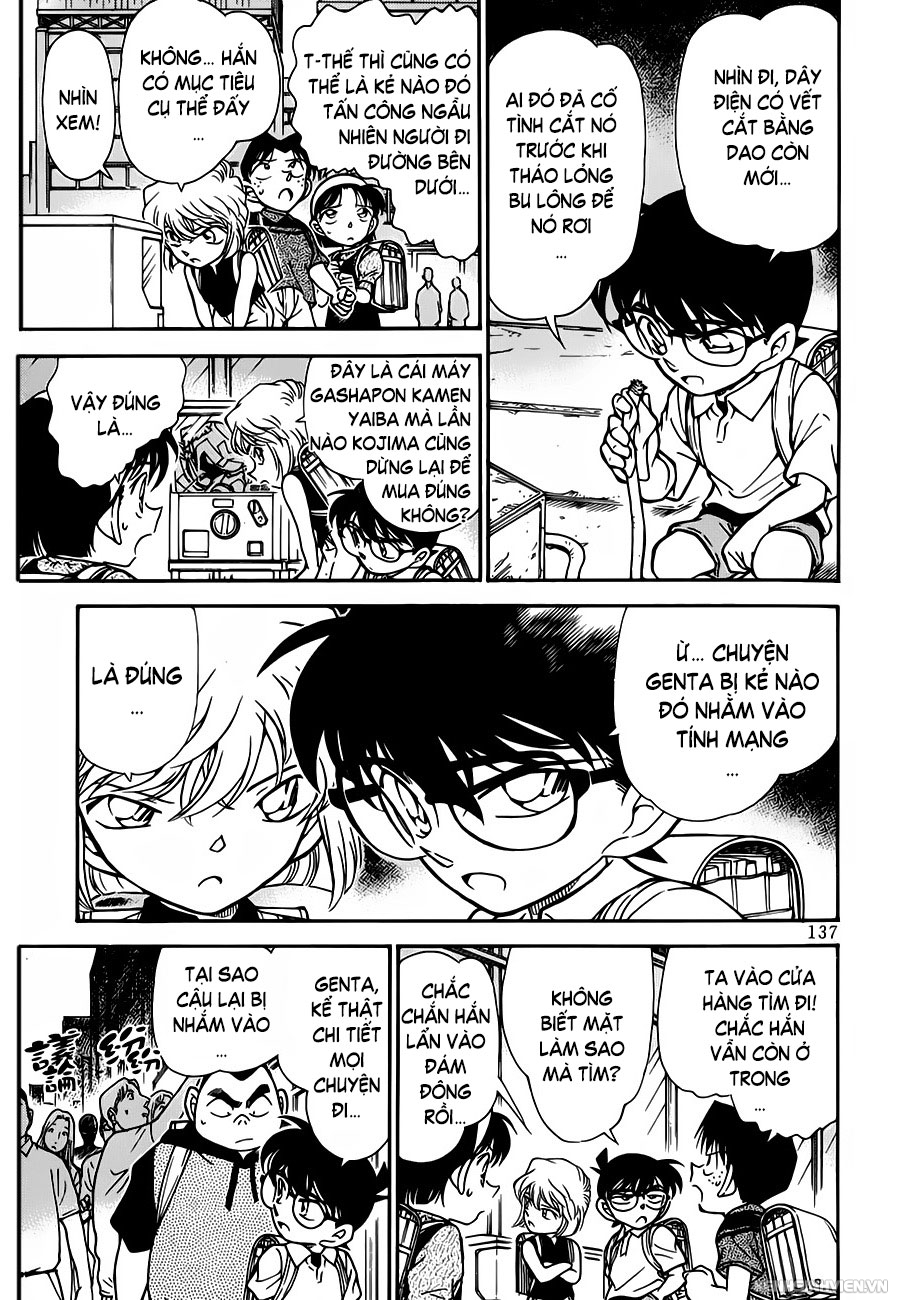 NHÌN ĐI, DÂY
ĐIỆN CÓ VẾT
CẮT BẰNG
DAO CÒN
MỚI...
AI ĐÓ ĐÃ CỐ
TÌNH CẮT NÓ
TRƯỚC KHI
THÁO LỎNG
BU LÔNG ĐỂ
NÓ RƠI
...
T-THẾ THÌ CŨNG CÓ
THỂ LÀ KẺ NÀO ĐÓ
TẤN CÔNG NGẪU
NHIÊN NGƯỜI ĐI
ĐƯỜNG BÊN
DƯỚI...
KHÔNG... HẮN
CÓ MỤC TIÊU
CỤ THỂ ĐẤY
...
NHÌN
XEM!
ĐÂY LÀ CÁI MÁY
GASHAPON KAMEN
YAIBA MÀ LẦN
NÀO KOJIMA CŨNG
DỪNG LẠI ĐỂ
MUA ĐÚNG
KHÔNG?
VẬY ĐÚNG
LÀ...
Ừ... CHUYỆN
GENTA BỊ KẺ NÀO
ĐÓ NHẰM VÀO
TÍNH MẠNG
...
LÀ ĐÚNG
...
137
TA VÀO CỬA
HÀNG TÌM ĐI!
CHẮC HẮN
VẪN CÒN Ở
TRONG
...
KHÔNG
BIẾT MẶT
LÀM SAO
MÀ TÌM?
CHẮC
CHẮN HẮN
LẨN VÀO
ĐÁM
ĐÔNG
RỒI...
GENTA,
KỂ THẬT
CHI TIẾT
MỌI
CHUYỆN
ĐI...
TẠI SAO
CẬU LẠI BỊ
NHẮM VÀO
...